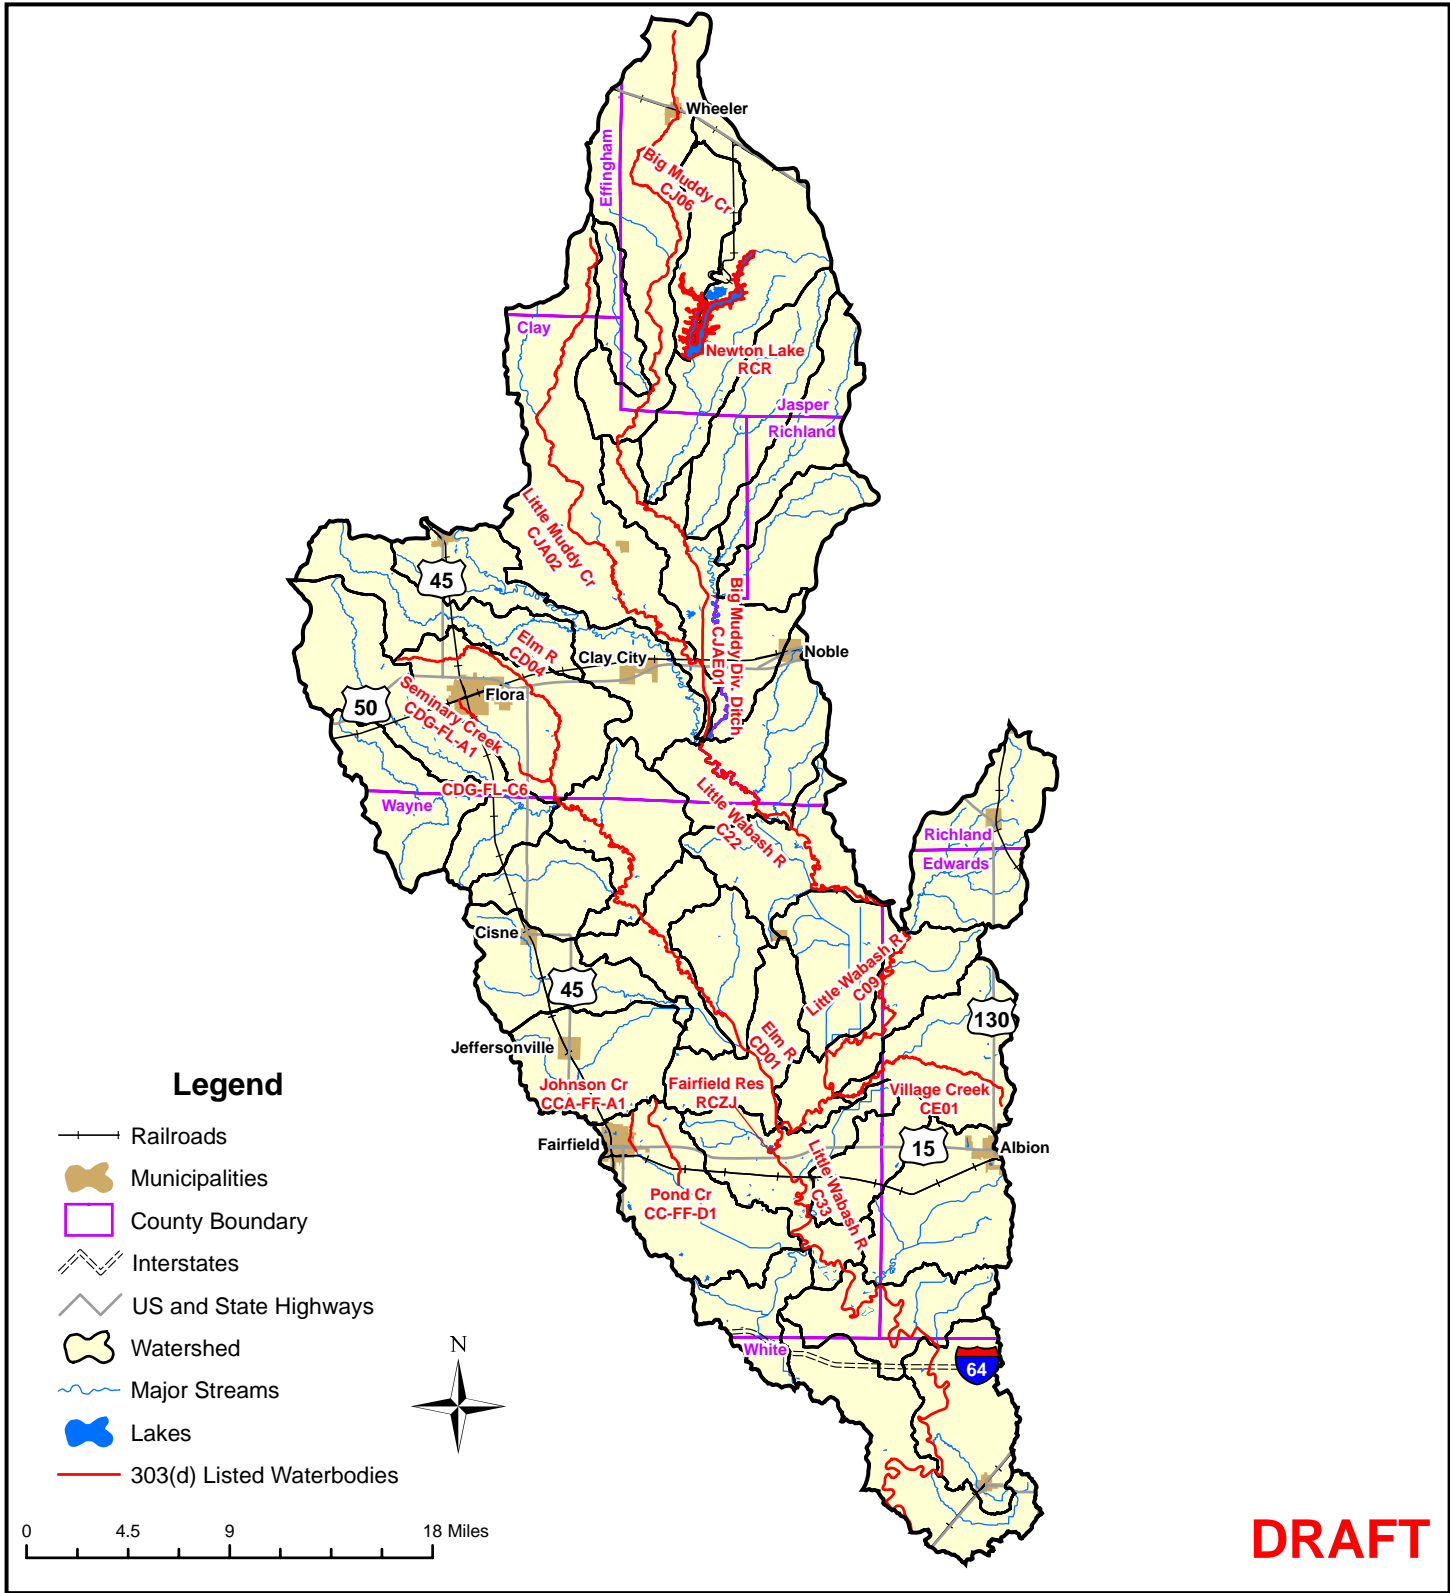 Wheeler
Effingham
Big Muddy Cr
CJ06
Clay
Newton Lake
RCR
Jasper
Richland
Little Muddy Cr
CJA02
45
Big Muddy Div. Ditch
CJAE01
Elm R
CD04
Clay City
Noble
Flora
50
Seminary Creek
CDG-FL-A1
CDG-FL-C6
Wayne
Little Wabash R
C22
Richland
Edwards
Cisne
45
Little Wabash R
C09
130
Jeffersonville
Elm R
CD01
Johnson Cr
CCA-FF-A1
Fairfield Res
RCZJ
Village Creek
CE01
Fairfield
15
Albion
Little Wabash R
C33
Pond Cr
CC-FF-D1
White
64
Legend
Railroads
Municipalities
County Boundary
Interstates
US and State Highways
Watershed
Major Streams
Lakes
303(d) Listed Waterbodies
N
0 4.5 9 18 Miles
DRAFT